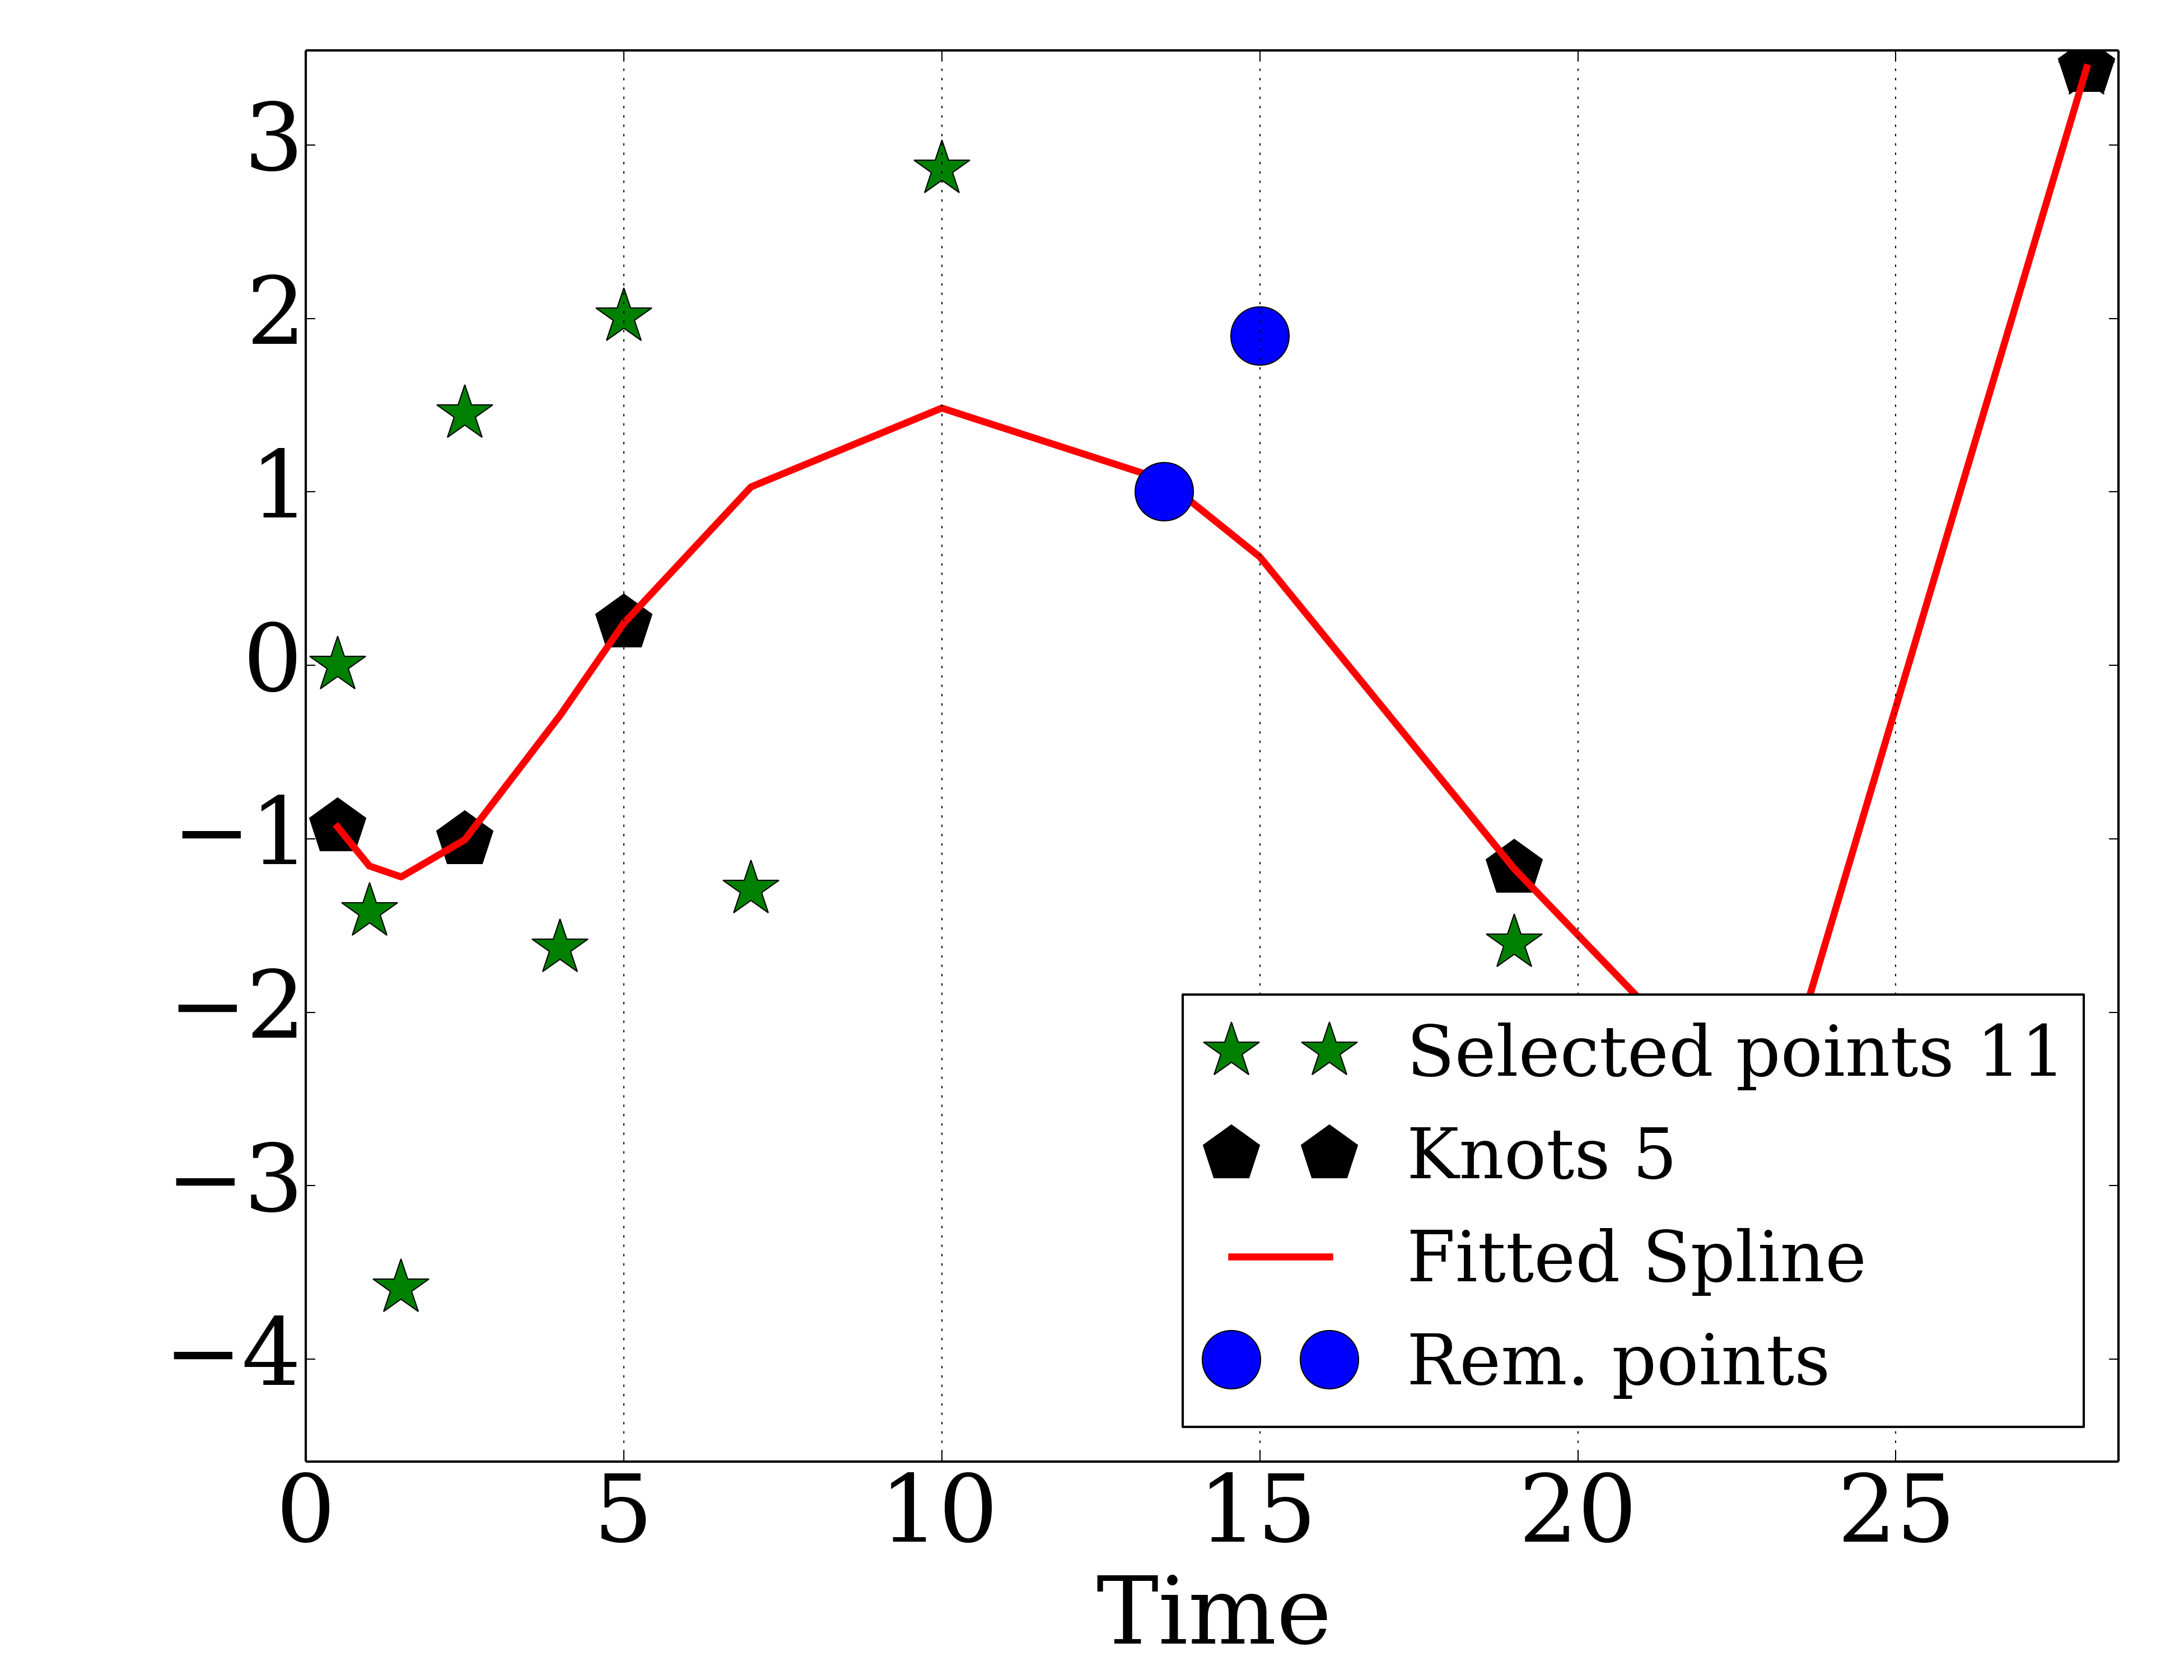 3
2
1
0
−1
−2
−3
−4
Selected points 11
Knots 5
Fitted Spline
Rem. points
0 5 10 15 20 25
Time